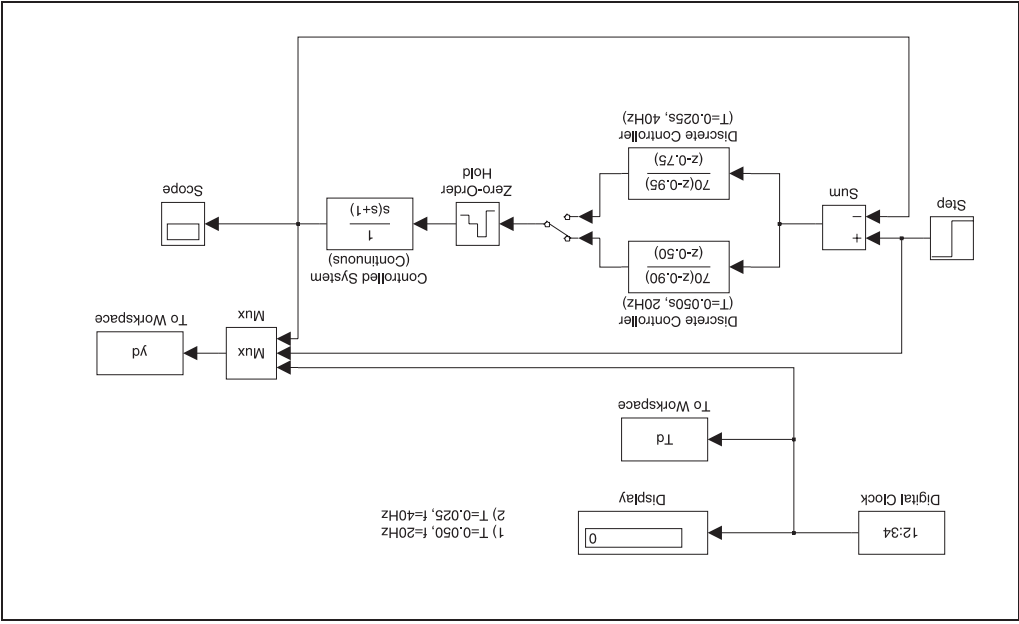 12:34
Digital Clock
0
Display
1) T=0.050, f=20Hz
2) T=0.025, f=40Hz
Td
To Workspace
Mux
Mux
yd
To Workspace
Discrete Controller
(T=0.050s, 20Hz)
70(z-0.90)
(z-0.50)
Step
+
−
Sum
70(z-0.95)
(z-0.75)
Discrete Controller
(T=0.025s, 40Hz)
Zero-Order
Hold
Controlled System
(Continuous)
1
s(s+1)
Scope